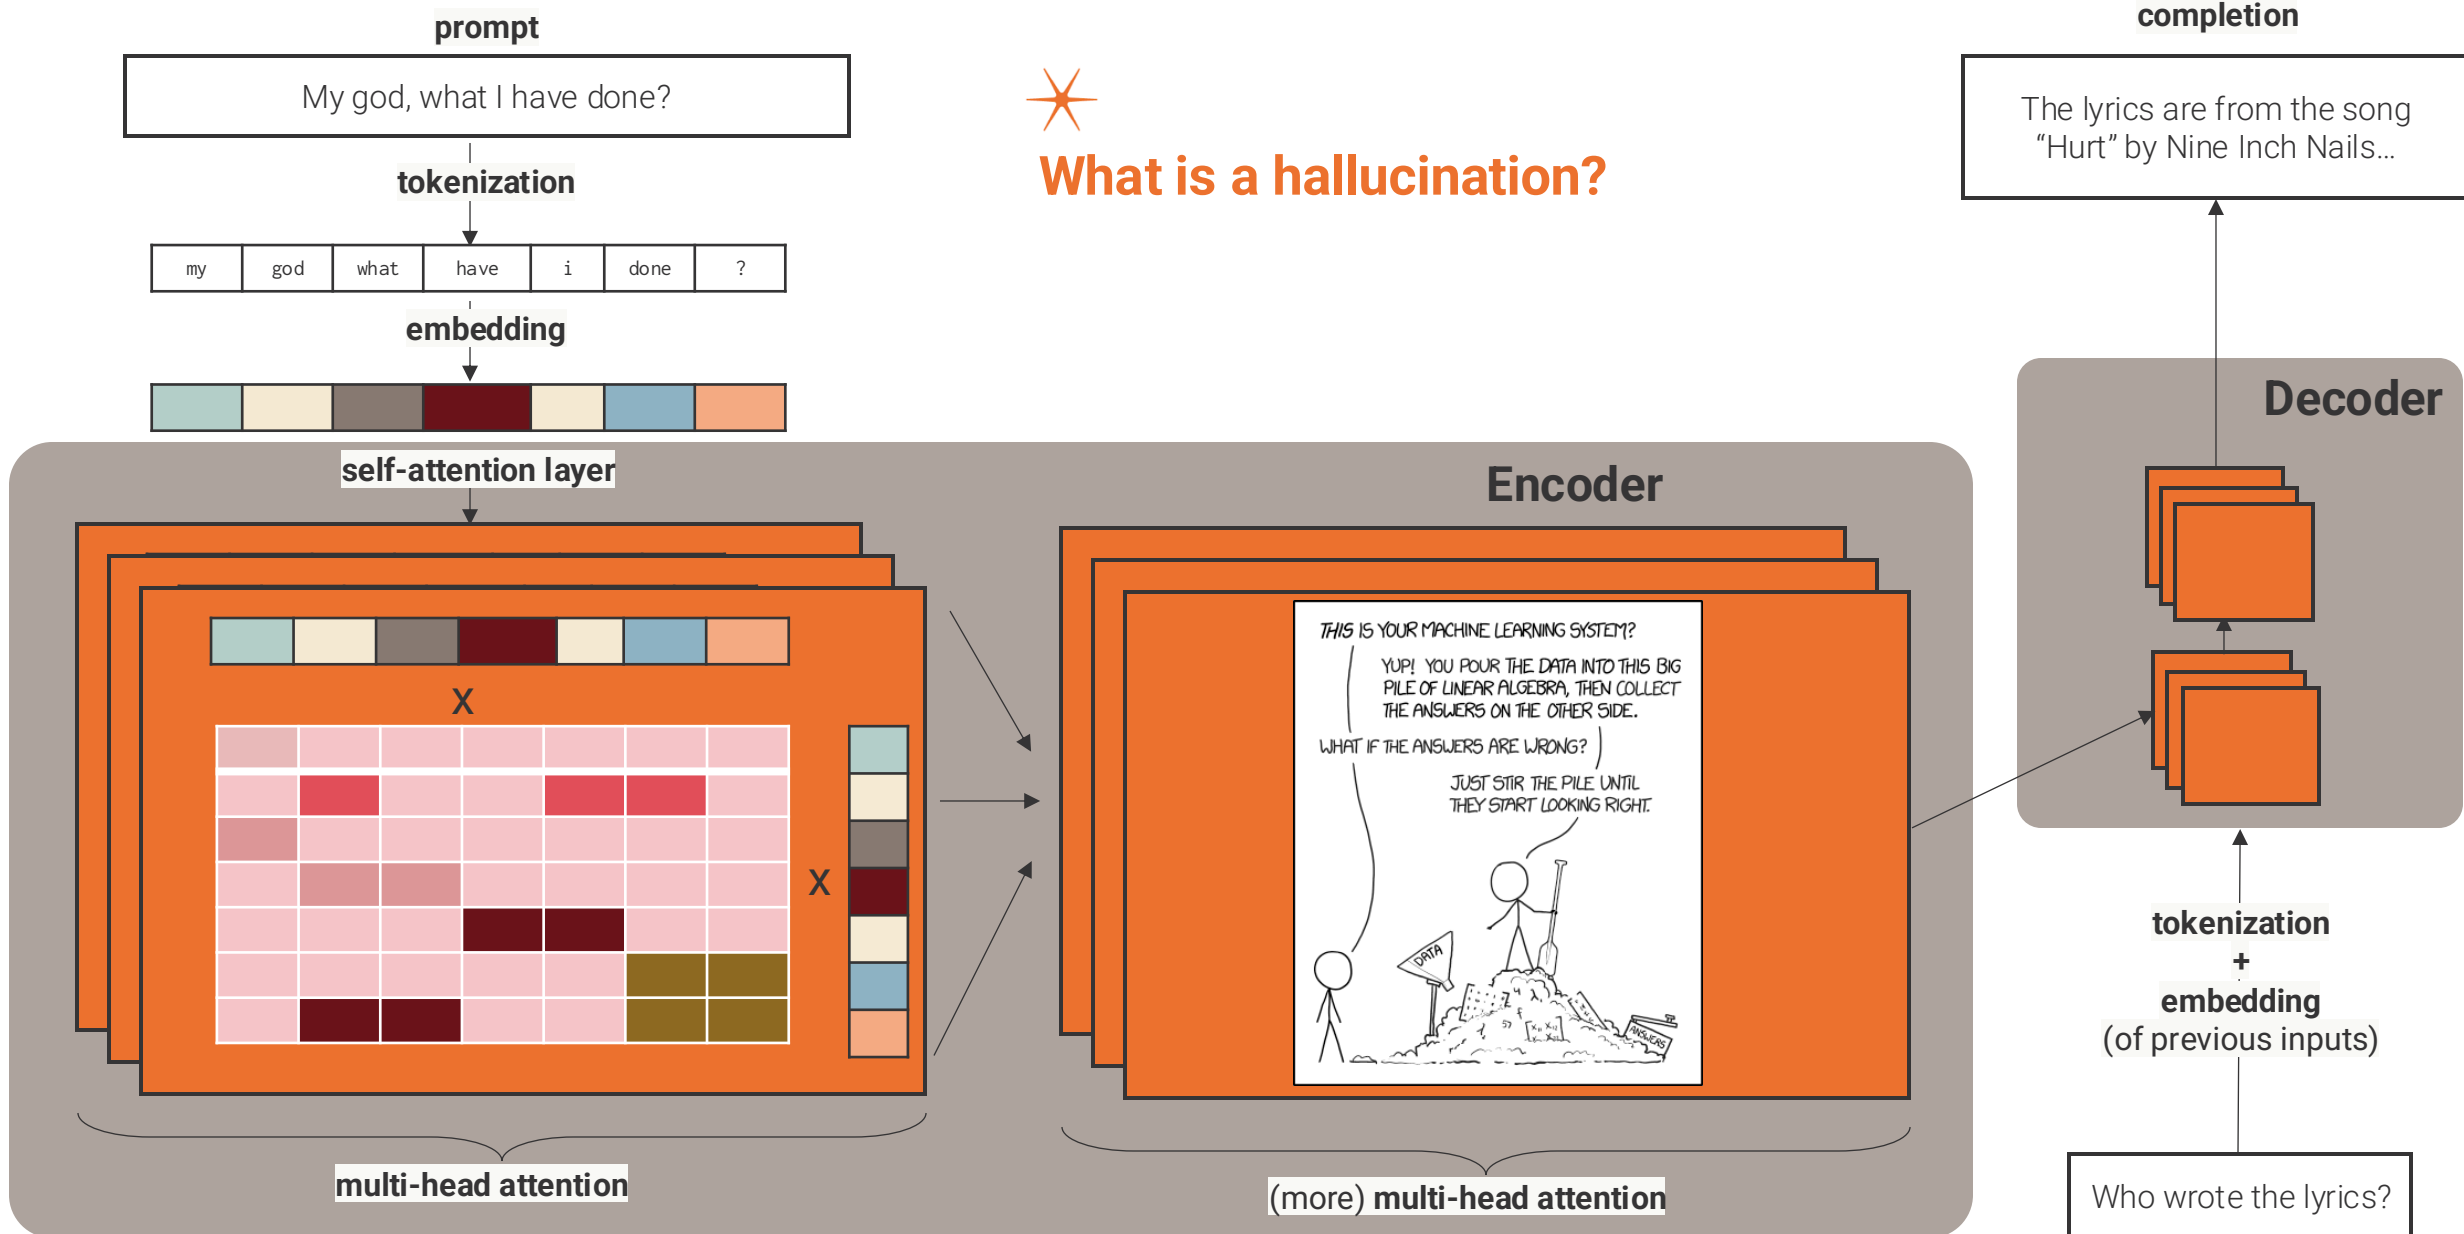 prompt
My god, what I have done?
tokenization
my god what have i done ?
embedding
What is a hallucination?
completion
The lyrics are from the song
“Hurt” by Nine Inch Nails...
self-attention layer
X
X
multi-head attention
Encoder
THIS IS YOUR MACHINE LEARNING SYSTEM?
YUP! YOU POUR THE DATA INTO THIS BIG
PILE OF LINEAR ALGEBRA, THEN COLLECT
THE ANSWERS ON THE OTHER SIDE.
WHAT IF THE ANSWERS ARE WRONG?
JUST STIR THE PILE UNTIL
THEY START LOOKING RIGHT.
DATA
ANSWERS
(more) multi-head attention
Decoder
tokenization
+
embedding
(of previous inputs)
Who wrote the lyrics?